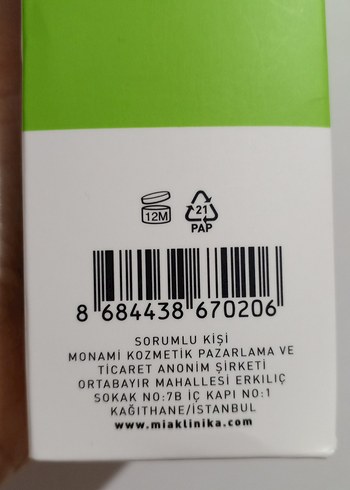 12M
21
PAP
8 684438 670206
SORUMLU KİŞİ
MONAMİ KOZMETİK PAZARLAMA VE
TİCARET ANONİM ŞİRKETİ
ORTABAYIR MAHALLESİ ERKILIÇ
SOKAK NO:7B İÇ KAPI NO:1
KAĞITHANE/İSTANBUL
www.miaklinika.com